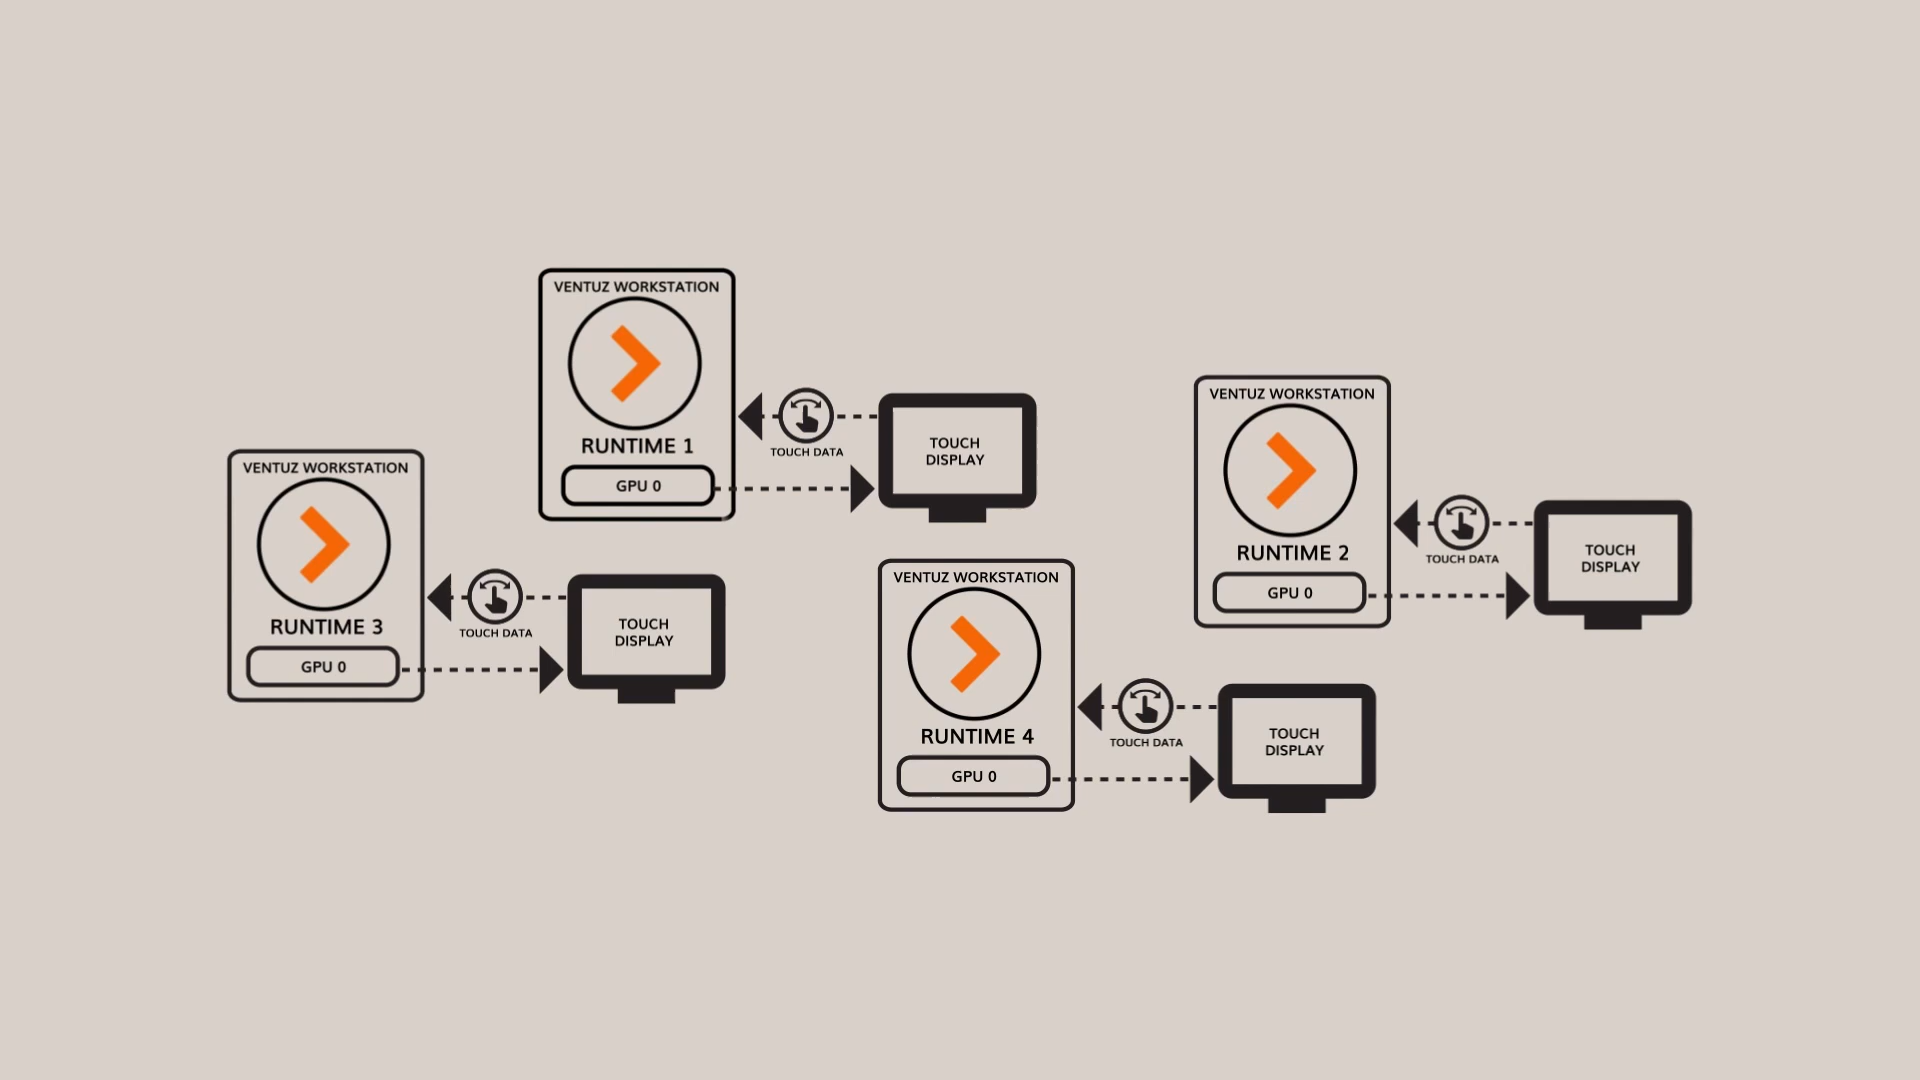 VENTUZ WORKSTATION
RUNTIME 1
GPU 0
TOUCH DATA
TOUCH
DISPLAY
VENTUZ WORKSTATION
RUNTIME 2
GPU 0
TOUCH DATA
TOUCH
DISPLAY
VENTUZ WORKSTATION
RUNTIME 3
GPU 0
TOUCH DATA
TOUCH
DISPLAY
VENTUZ WORKSTATION
RUNTIME 4
GPU 0
TOUCH DATA
TOUCH
DISPLAY